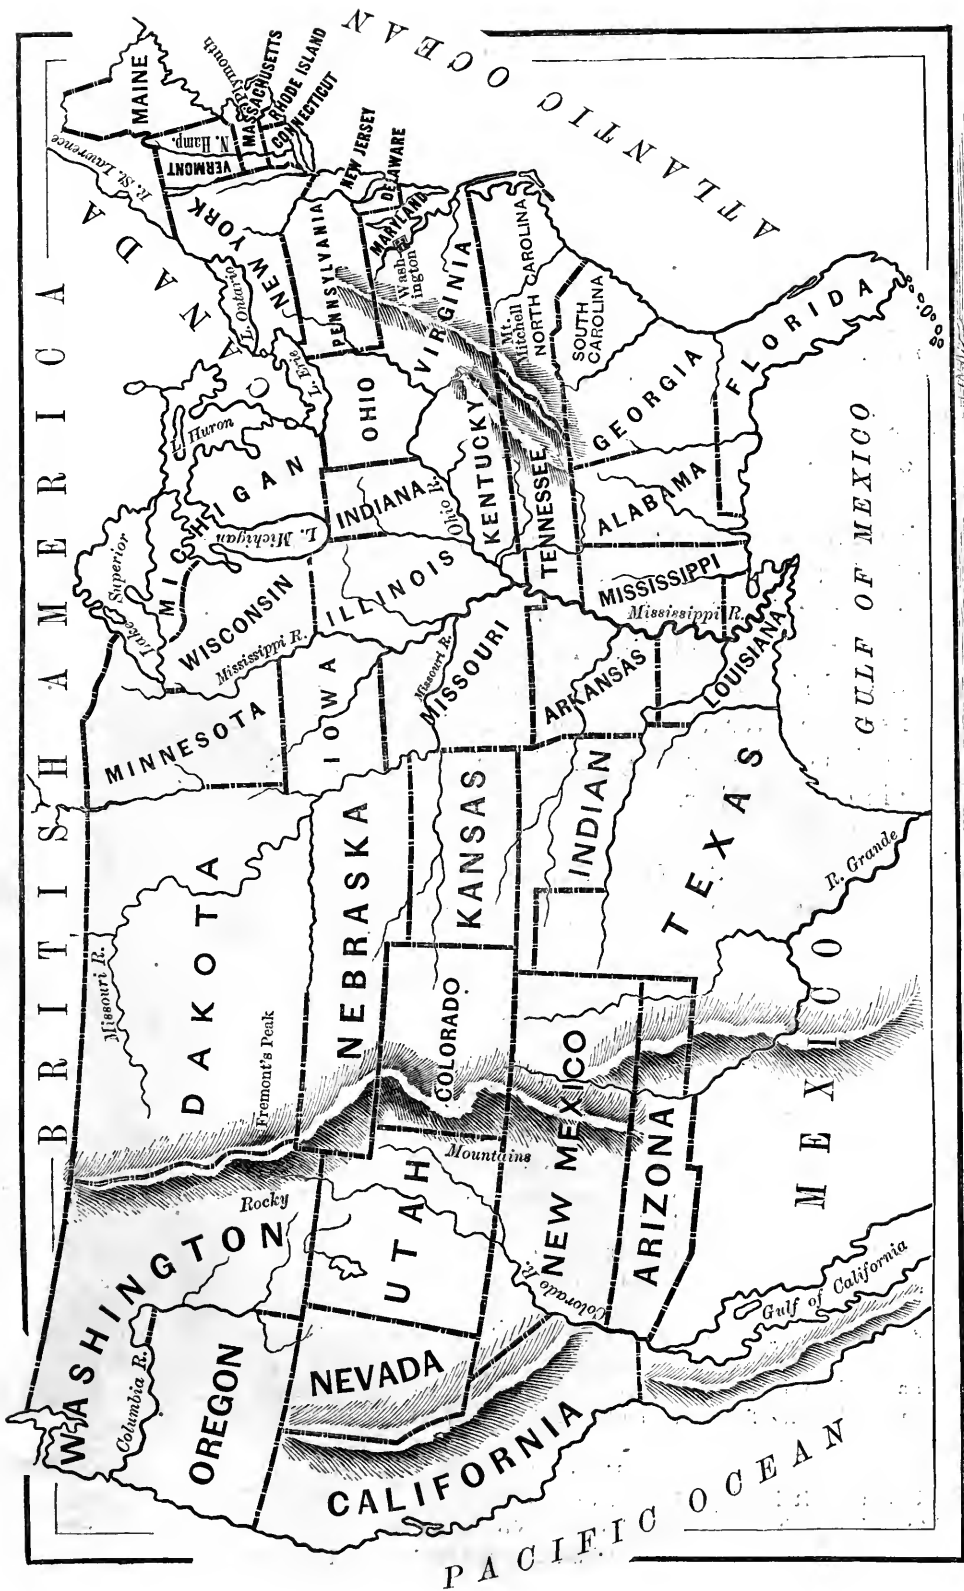 BRITISH AMERICA
CANADA
ATLANTIC OCEAN
PACIFIC OCEAN
GULF OF MEXICO
MEXICO
WASHINGTON
Columbia R.
OREGON
CALIFORNIA
NEVADA
UTAH
Rocky
Mountains
Colorado R.
NEW MEXICO
ARIZONA
Gulf of California
DAKOTA
Missouri R.
Fremont's Peak
NEBRASKA
COLORADO
KANSAS
INDIAN
TEXAS
R. Grande
MINNESOTA
IOWA
Missouri R.
MISSOURI
ARKANSAS
LOUISIANA
Lake Superior
MICHIGAN
WISCONSIN
Mississippi R.
L. Michigan
L. Huron
ILLINOIS
INDIANA
Ohio R.
OHIO
KENTUCKY
TENNESSEE
MISSISSIPPI
Mississippi R.
ALABAMA
GEORGIA
FLORIDA
SOUTH
CAROLINA
NORTH CAROLINA
Mt.
Mitchell
VIRGINIA
Wash-
ington
MARYLAND
DELAWARE
NEW JERSEY
PENNSYLVANIA
L. Erie
L. Ontario
NEW YORK
R. St. Lawrence
VERMONT
N. Hamp.
MAINE
Plymouth
MASSACHUSETTS
RHODE ISLAND
CONNECTICUT